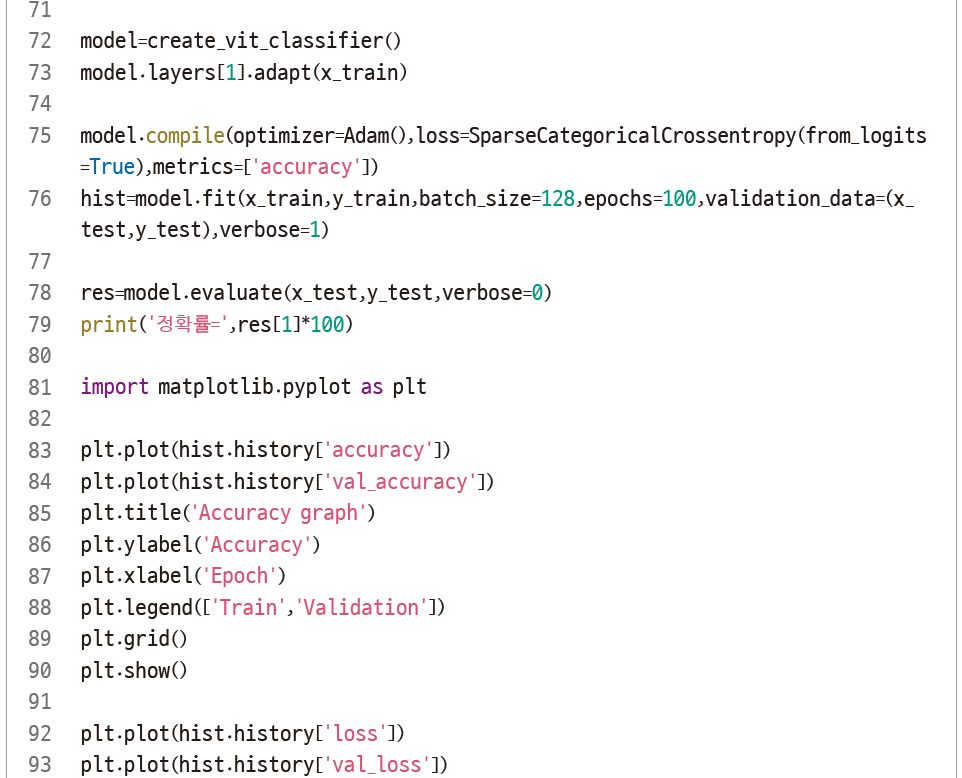 71
72 model=create_vit_classifier()
73 model.layers[1].adapt(x_train)
74
75 model.compile(optimizer=Adam(),loss=SparseCategoricalCrossentropy(from_logits
=True),metrics=['accuracy'])
76 hist=model.fit(x_train,y_train,batch_size=128,epochs=100,validation_data=(x_
test,y_test),verbose=1)
77
78 res=model.evaluate(x_test,y_test,verbose=0)
79 print('정확률=',res[1]*100)
80
81 import matplotlib.pyplot as plt
82
83 plt.plot(hist.history['accuracy'])
84 plt.plot(hist.history['val_accuracy'])
85 plt.title('Accuracy graph')
86 plt.ylabel('Accuracy')
87 plt.xlabel('Epoch')
88 plt.legend(['Train','Validation'])
89 plt.grid()
90 plt.show()
91
92 plt.plot(hist.history['loss'])
93 plt.plot(hist.history['val_loss'])